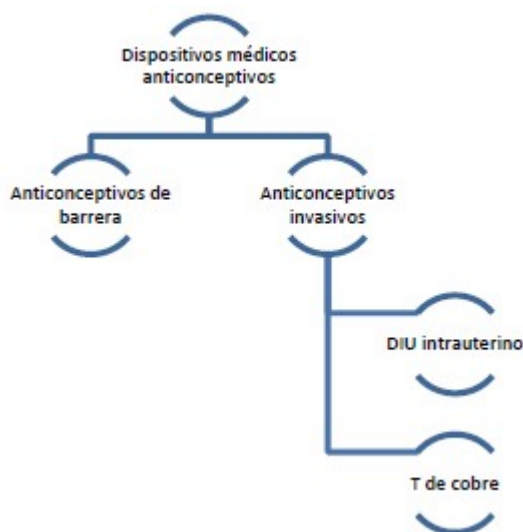 Dispositivos médicos
anticonceptivos
Anticonceptivos de
barrera
Anticonceptivos
invasivos
DIU intrauterino
T de cobre